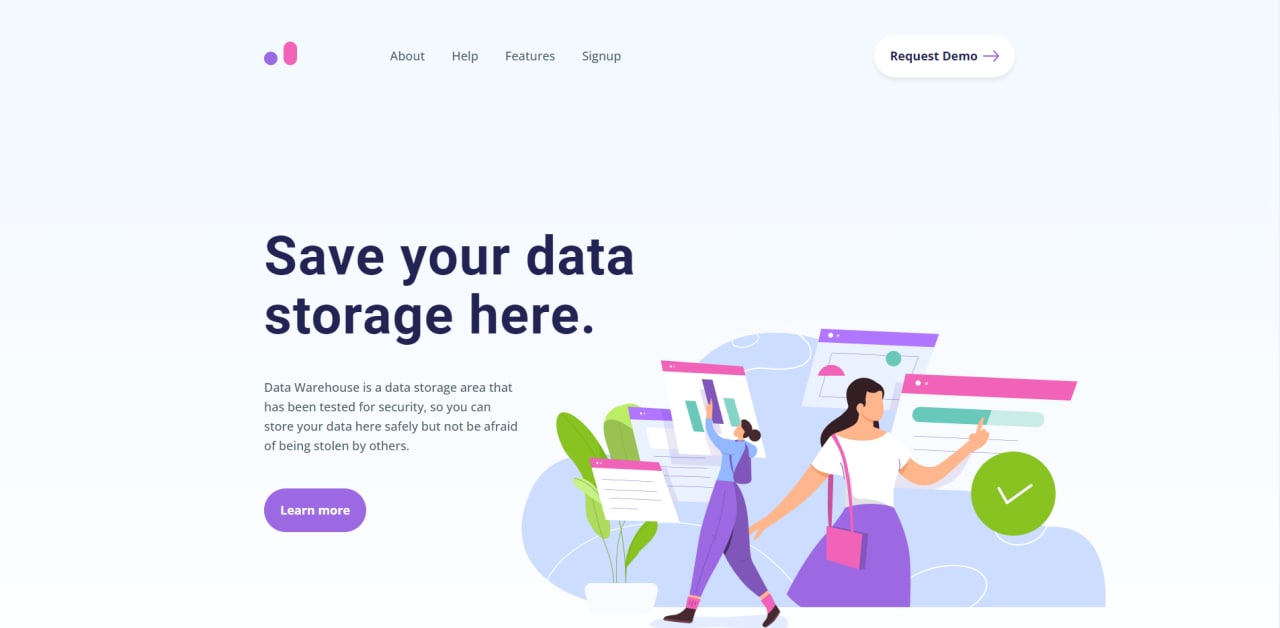 About Help Features Signup Request Demo
Save your data
storage here.
Data Warehouse is a data storage area that
has been tested for security, so you can
store your data here safely but not be afraid
of being stolen by others.
Learn more